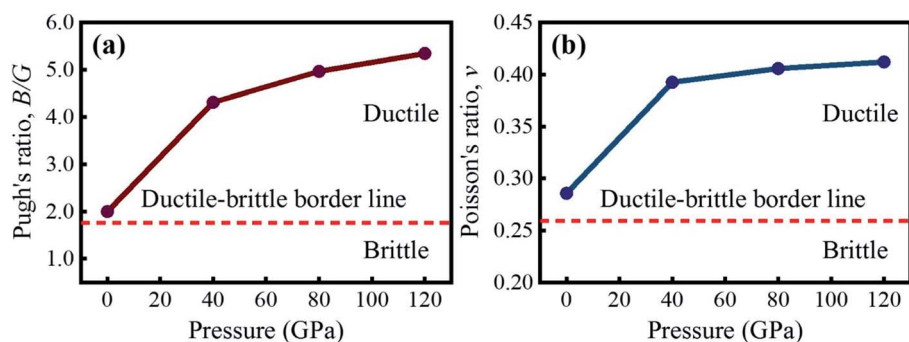 (a)
Pugh's ratio, B/G
6.0
5.0
4.0
3.0
2.0
1.0
Ductile
Ductile-brittle border line
Brittle
0 20 40 60 80 100 120
Pressure (GPa)
(b)
Poisson's ratio, ν
0.45
0.40
0.35
0.30
0.25
0.20
Ductile
Ductile-brittle border line
Brittle
0 20 40 60 80 100 120
Pressure (GPa)